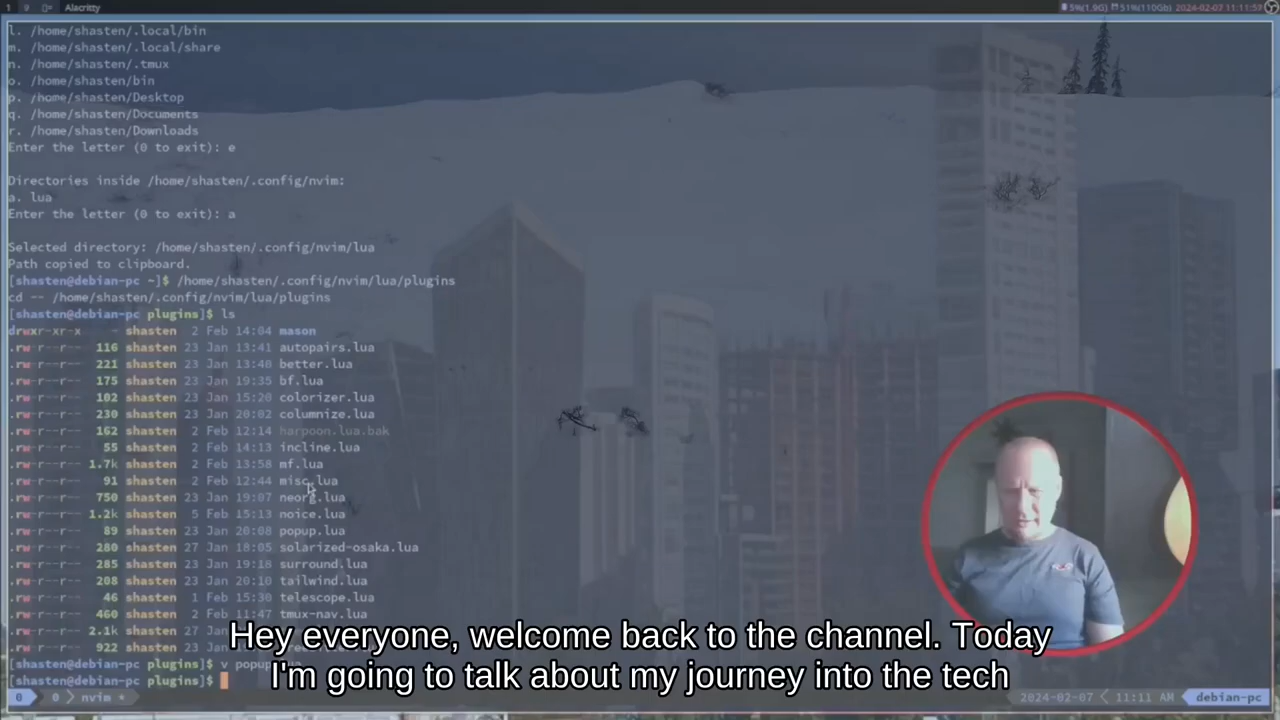 1 9 []= Alacritty 5%(1.9G) 51%(110Gb) 2024-02-07 11:11:57
l. /home/shasten/.local/bin
m. /home/shasten/.local/share
n. /home/shasten/.tmux
o. /home/shasten/bin
p. /home/shasten/Desktop
q. /home/shasten/Documents
r. /home/shasten/Downloads
Enter the letter (0 to exit): e
Directories inside /home/shasten/.config/nvim:
a. lua
Enter the letter (0 to exit): a
Selected directory: /home/shasten/.config/nvim/lua
Path copied to clipboard.
[shasten@debian-pc ~]$ /home/shasten/.config/nvim/lua/plugins
cd -- /home/shasten/.config/nvim/lua/plugins
[shasten@debian-pc plugins]$ ls
drwxr-xr-x - shasten 2 Feb 14:04 mason
.rw-r--r-- 116 shasten 23 Jan 13:41 autopairs.lua
.rw-r--r-- 221 shasten 23 Jan 13:40 better.lua
.rw-r--r-- 175 shasten 23 Jan 19:35 bf.lua
.rw-r--r-- 102 shasten 23 Jan 15:20 colorizer.lua
.rw-r--r-- 230 shasten 23 Jan 20:02 columnize.lua
.rw-r--r-- 162 shasten 2 Feb 12:14 harpoon.lua.bak
.rw-r--r-- 55 shasten 2 Feb 14:13 incline.lua
.rw-r--r-- 1.7k shasten 2 Feb 13:58 mf.lua
.rw-r--r-- 91 shasten 2 Feb 12:44 misc.lua
.rw-r--r-- 750 shasten 23 Jan 19:07 neorg.lua
.rw-r--r-- 1.2k shasten 5 Feb 15:13 noice.lua
.rw-r--r-- 89 shasten 23 Jan 20:08 popup.lua
.rw-r--r-- 280 shasten 27 Jan 18:05 solarized-osaka.lua
.rw-r--r-- 285 shasten 23 Jan 19:18 surround.lua
.rw-r--r-- 208 shasten 23 Jan 20:10 tailwind.lua
.rw-r--r-- 46 shasten 1 Feb 15:30 telescope.lua
.rw-r--r-- 460 shasten 2 Feb 11:47 tmux-nav.lua
.rw-r--r-- 2.1k shasten 27
.rw-r--r-- 922 shasten 23
[shasten@debian-pc plugins]$ v popup
[shasten@debian-pc plugins]$
Hey everyone, welcome back to the channel. Today
I'm going to talk about my journey into the tech
0 0 nvim * 2024-02-07 11:11 AM debian-pc